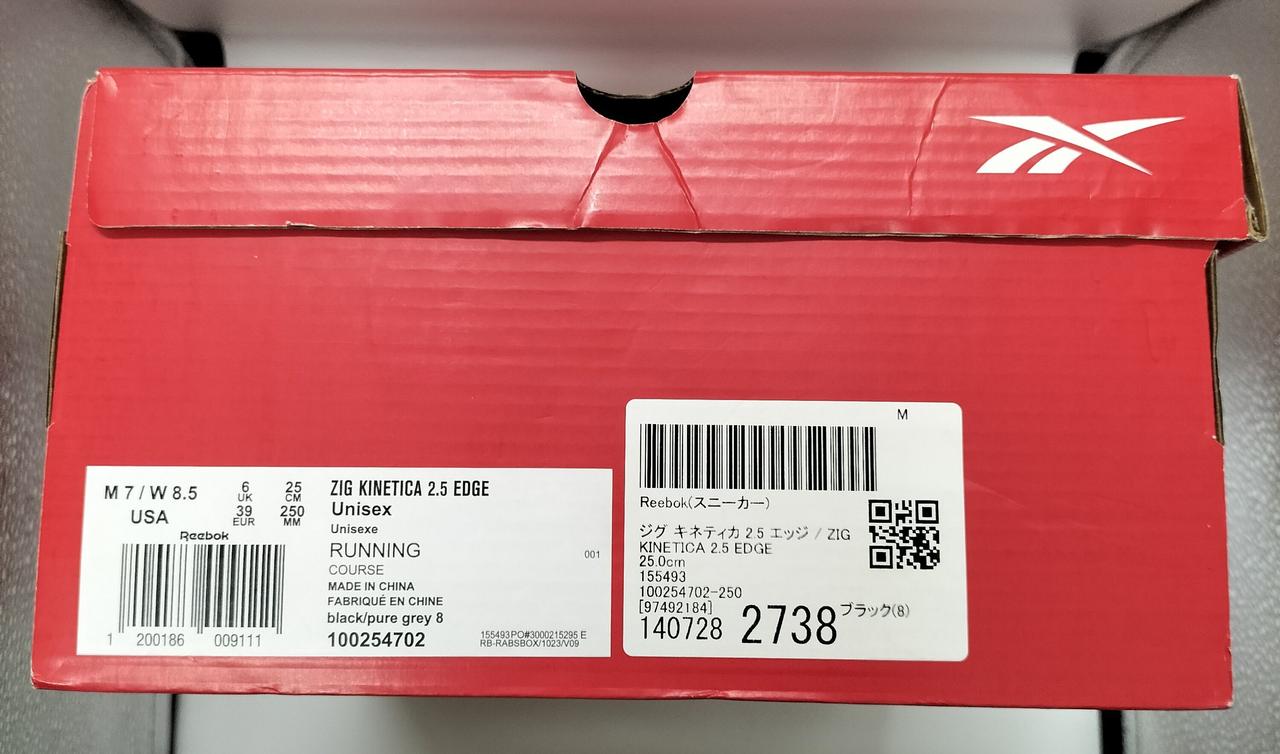 M 7 / W 8.5
USA
6
UK
25
CM
39
EUR
250
MM
Reebok
1 200186 009111
ZIG KINETICA 2.5 EDGE
Unisex
Unisexe
RUNNING
COURSE
001
MADE IN CHINA
FABRIQUÉ EN CHINE
black/pure grey 8
100254702
155493PO#3000215295 E
RB-RABSBOX/1023/V09
M
Reebok(スニーカー)
ジグ キネティカ 2.5 エッジ / ZIG
KINETICA 2.5 EDGE
25.0cm
155493
100254702-250
[97492184]
140728 2738 ブラック(8)